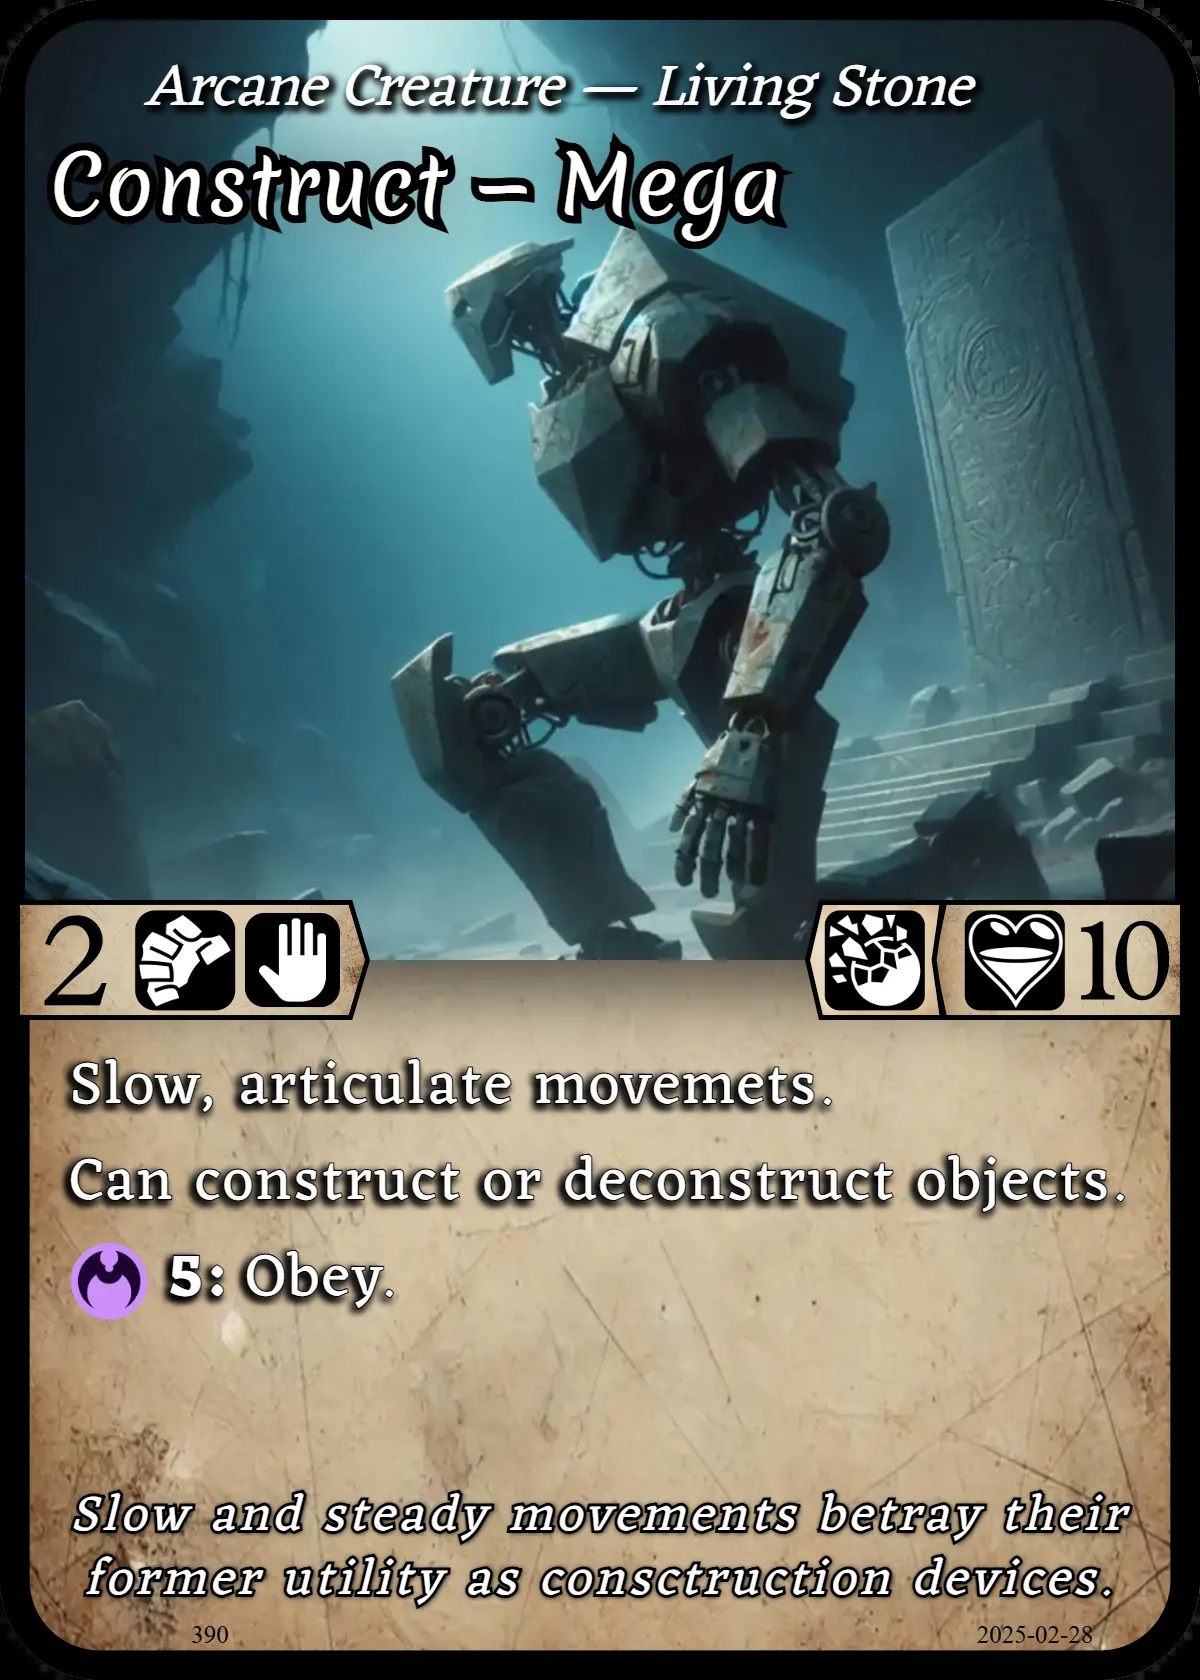 Arcane Creature — Living Stone
Construct – Mega
2
10
Slow, articulate movemets.
Can construct or deconstruct objects.
5: Obey.
Slow and steady movements betray their
former utility as consctruction devices.
390
2025-02-28